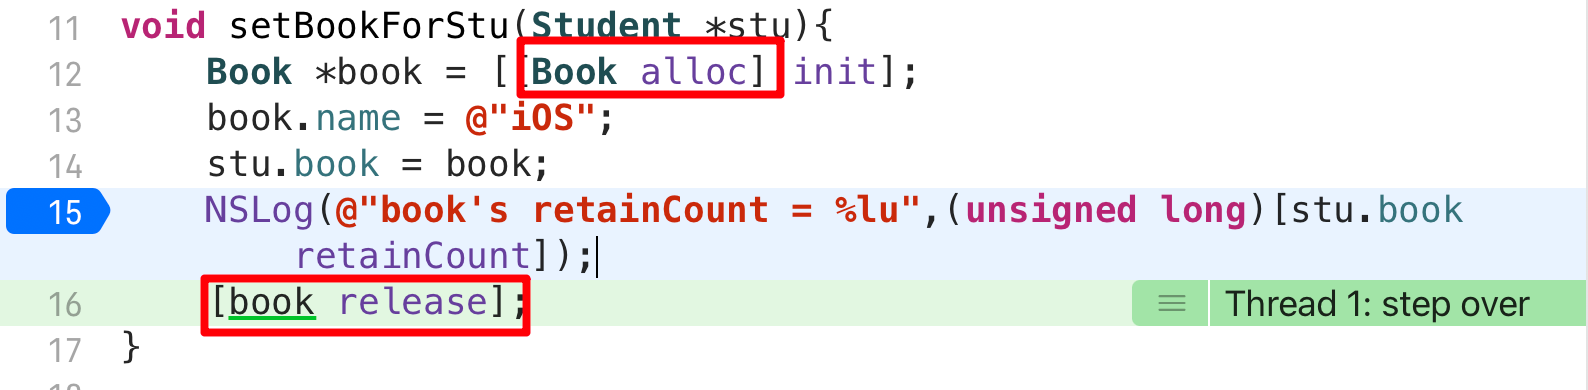 11 void setBookForStu(Student *stu){
12 Book *book = [[Book alloc] init];
13 book.name = @"iOS";
14 stu.book = book;
15 NSLog(@"book's retainCount = %lu",(unsigned long)[stu.book
retainCount]);
16 [book release]; Thread 1: step over
17 }
18